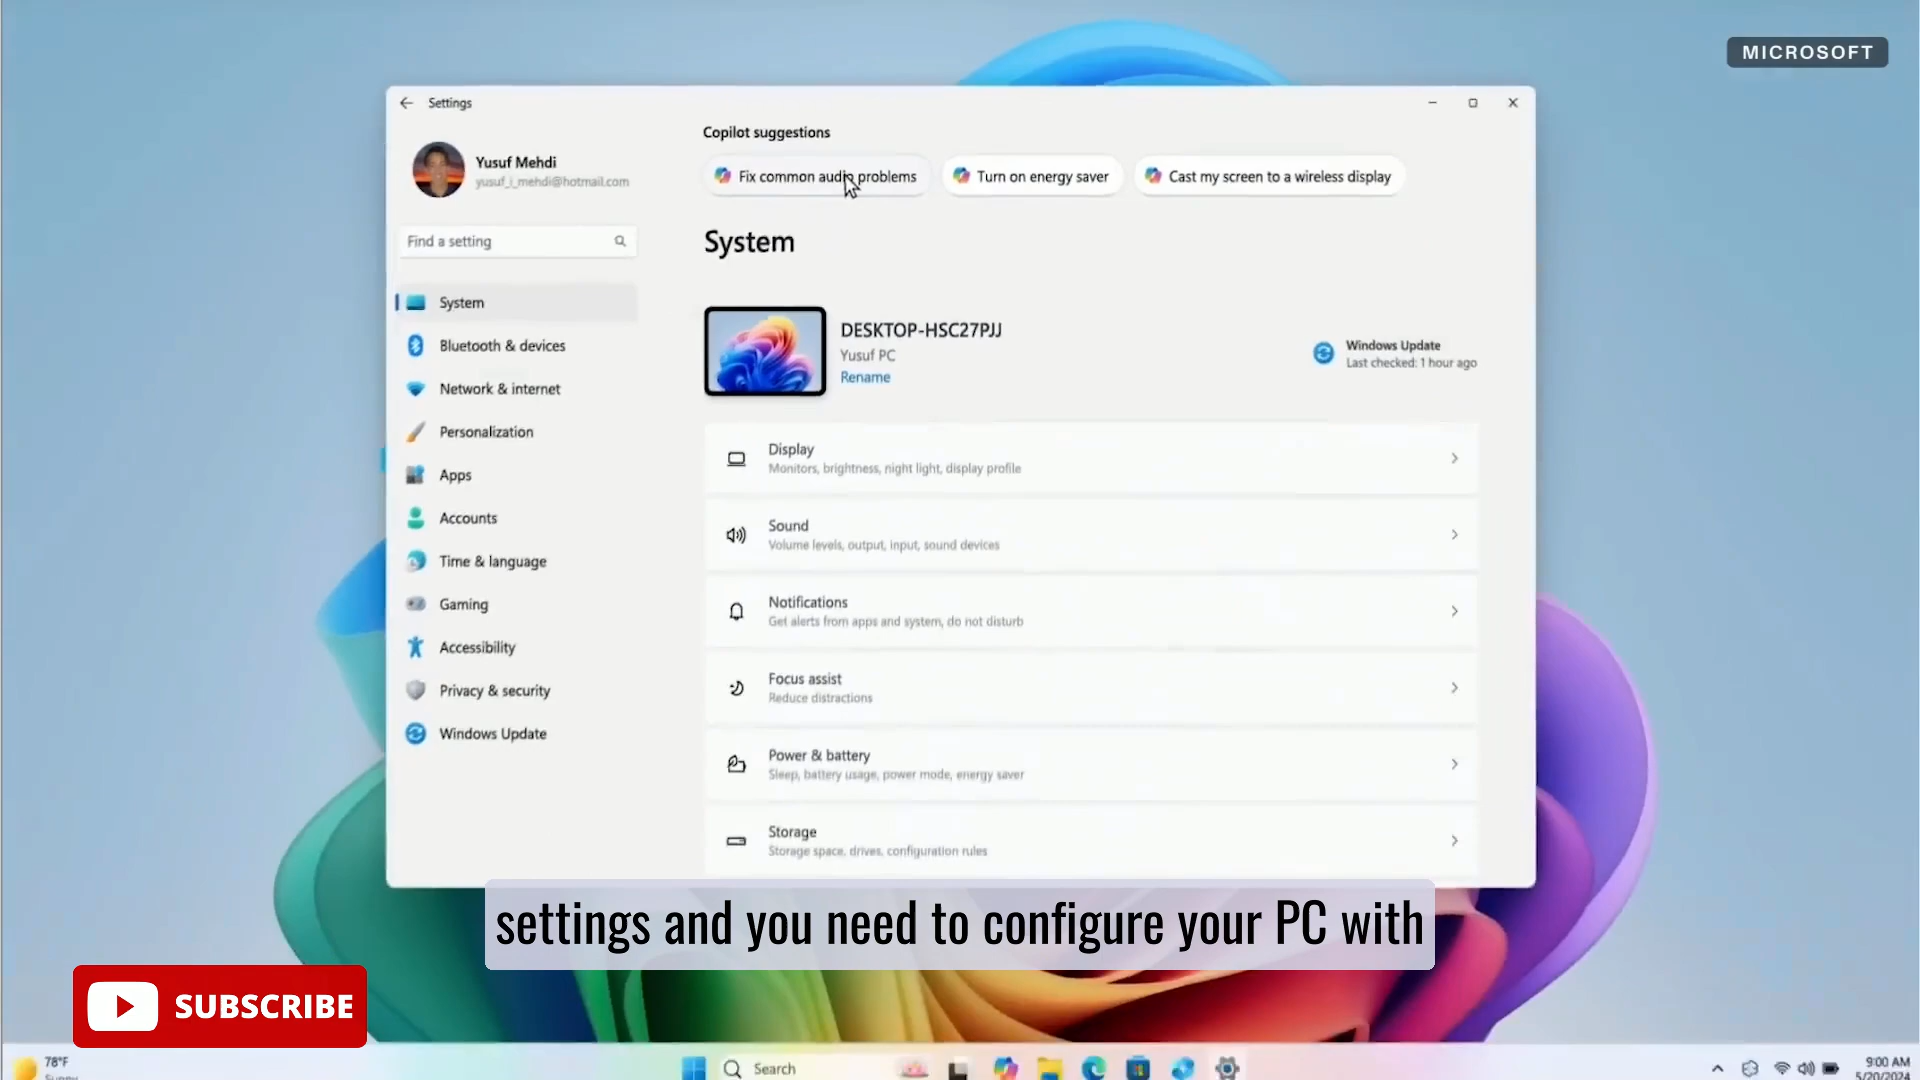 MICROSOFT
Settings
Yusuf Mehdi
yusuf_i_mehdi@hotmail.com
Find a setting
System
Bluetooth & devices
Network & internet
Personalization
Apps
Accounts
Time & language
Gaming
Accessibility
Privacy & security
Windows Update
Copilot suggestions
Fix common audio problems
Turn on energy saver
Cast my screen to a wireless display
System
DESKTOP-HSC27PJJ
Yusuf PC
Rename
Windows Update
Last checked: 1 hour ago
Display
Monitors, brightness, night light, display profile
Sound
Volume levels, output, input, sound devices
Notifications
Get alerts from apps and system, do not disturb
Focus assist
Reduce distractions
Power & battery
Sleep, battery usage, power mode, energy saver
Storage
Storage space, drives, configuration rules
settings and you need to configure your PC with
SUBSCRIBE
78°F
Sunny
Search
9:00 AM
5/20/2024